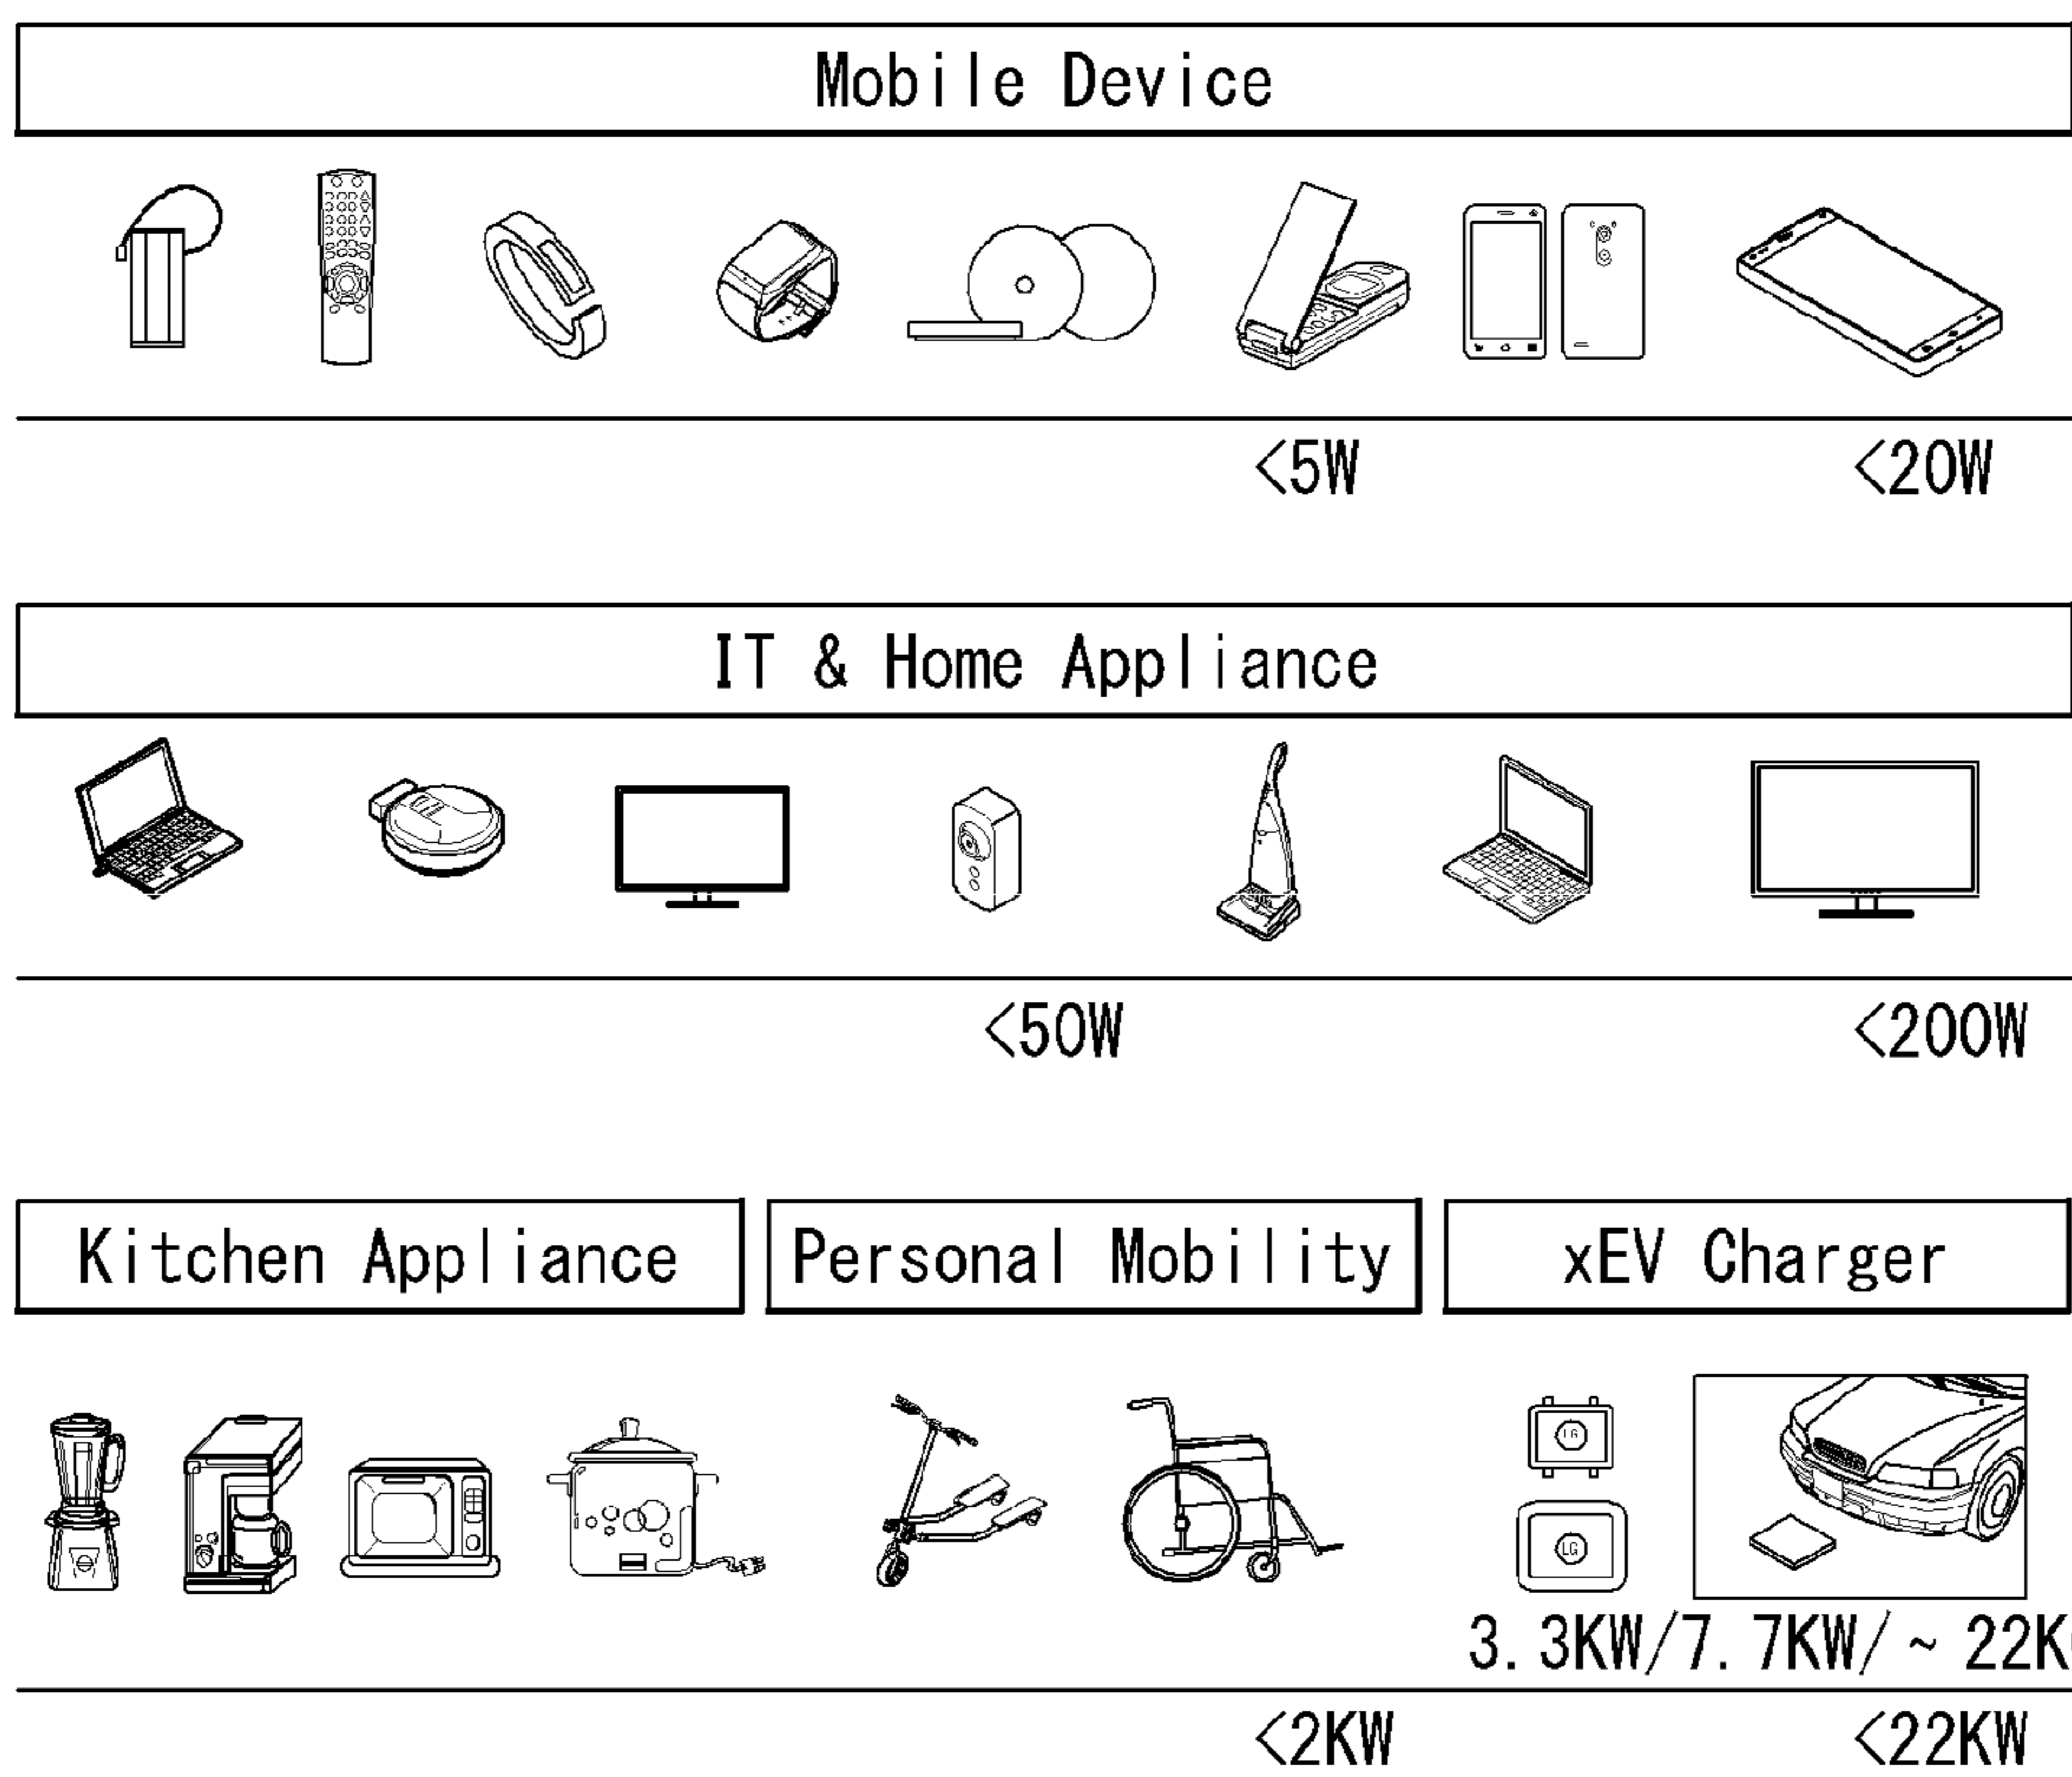 Mobile Device
<5W <20W
IT & Home Appliance
<50W <200W
Kitchen Appliance Personal Mobility xEV Charger
LG
LG
3.3KW/7.7KW/~22K
<2KW <22KW